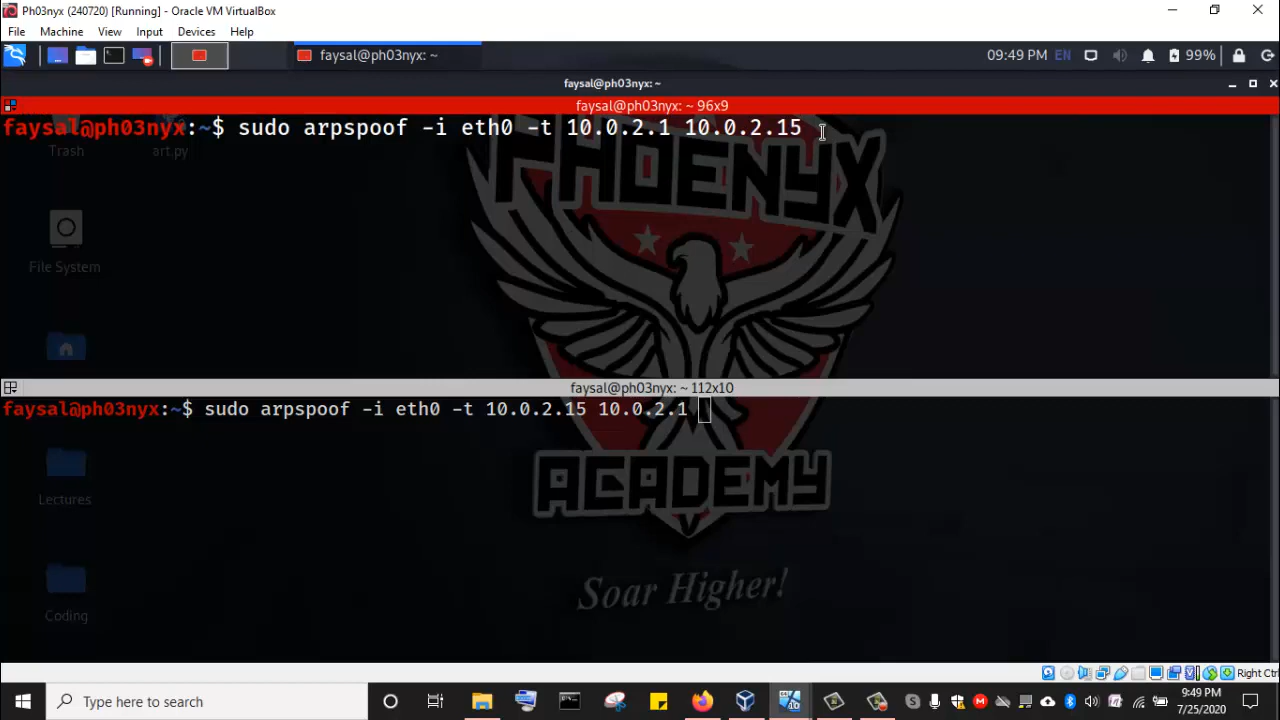 Ph03nyx (240720) [Running] - Oracle VM VirtualBox
File Machine View Input Devices Help
faysal@ph03nyx: ~
09:49 PM EN 99%
faysal@ph03nyx: ~
faysal@ph03nyx: ~ 96x9
faysal@ph03nyx:~$ sudo arpspoof -i eth0 -t 10.0.2.1 10.0.2.15
Trash
art.py
PHOENYX
File System
faysal@ph03nyx: ~ 112x10
faysal@ph03nyx:~$ sudo arpspoof -i eth0 -t 10.0.2.15 10.0.2.1
ACADEMY
Lectures
Soar Higher!
Coding
Right Ctrl
Type here to search
9:49 PM
7/25/2020